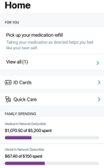 Home
FOR YOU
Pick up your medication refill
Taking your medication as directed helps you feel
like your best self.
View all (1)
ID Cards
Quick Care
FAMILY SPENDING
Medical In-Network Deductible
$1,070.60 of $5,200 spent
Dental In-Network Deductible
$67.40 of $150 spent